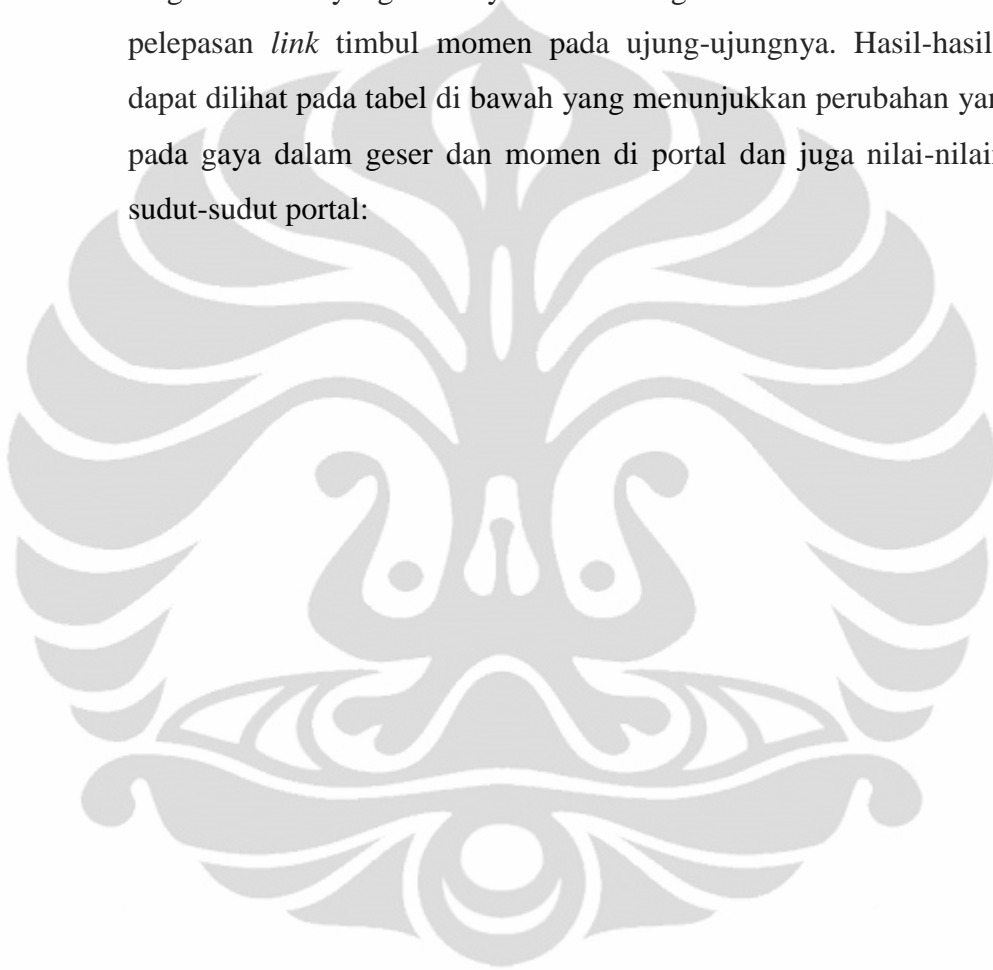 pelepasan link timbul momen pada ujung-ujungnya. Hasil-hasil
dapat dilihat pada tabel di bawah yang menunjukkan perubahan yan
pada gaya dalam geser dan momen di portal dan juga nilai-nilai
sudut-sudut portal: